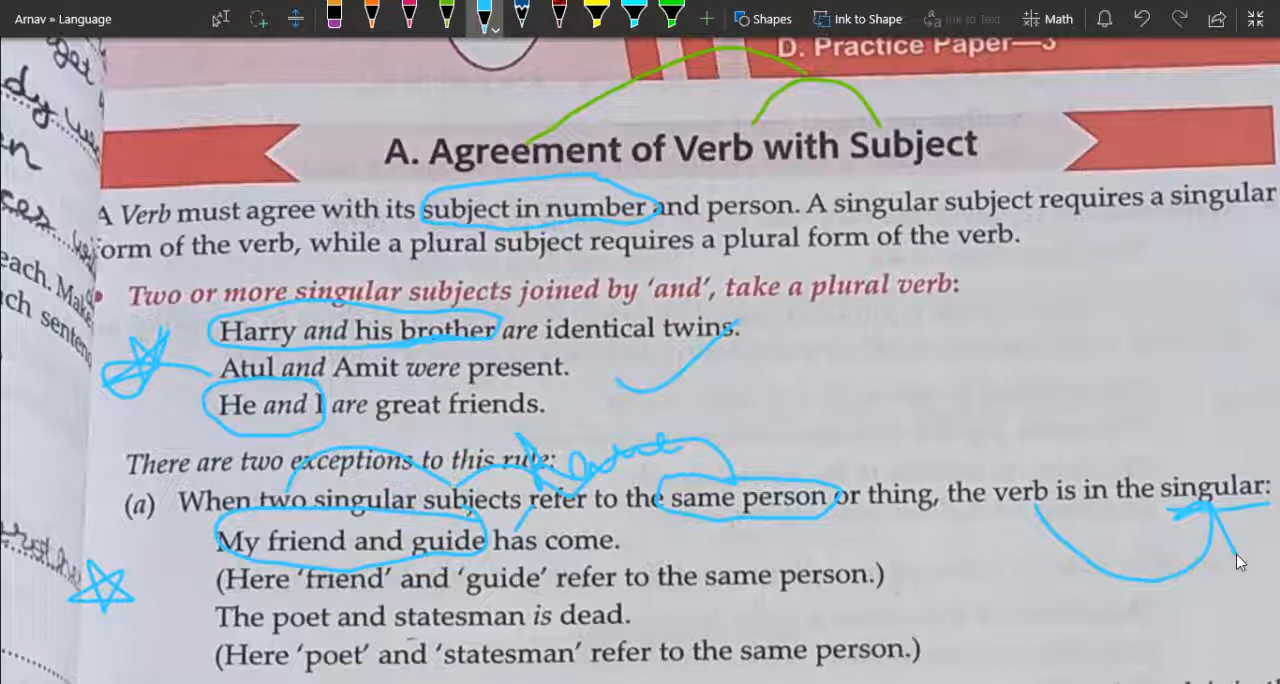 Arnav » Language
Shapes
Ink to Shape
Ink to Text
Math
D. Practice Paper—3
A. Agreement of Verb with Subject
A Verb must agree with its subject in number and person. A singular subject requires a singular
form of the verb, while a plural subject requires a plural form of the verb.
Two or more singular subjects joined by ‘and’, take a plural verb:
Harry and his brother are identical twins.
Atul and Amit were present.
He and I are great friends.
There are two exceptions to this rule:
(a) When two singular subjects refer to the same person or thing, the verb is in the singular:
My friend and guide has come.
(Here ‘friend’ and ‘guide’ refer to the same person.)
The poet and statesman is dead.
(Here ‘poet’ and ‘statesman’ refer to the same person.)
each. Make